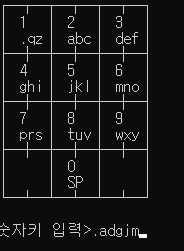 1 2 3
.qz abc def
4 5 6
ghi jkl mno
7 8 9
prs tuv wxy
0
SP
숫자키 입력>.adgjm